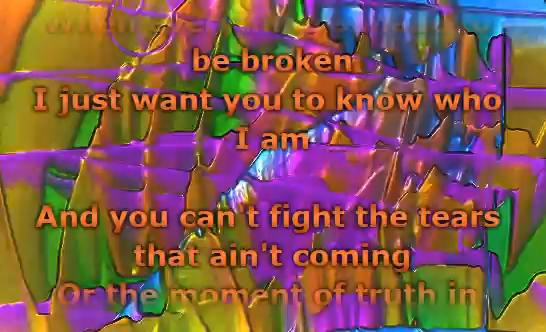 be broken
I just want you to know who
I am
And you can't fight the tears
that ain't coming
Or the moment of truth in